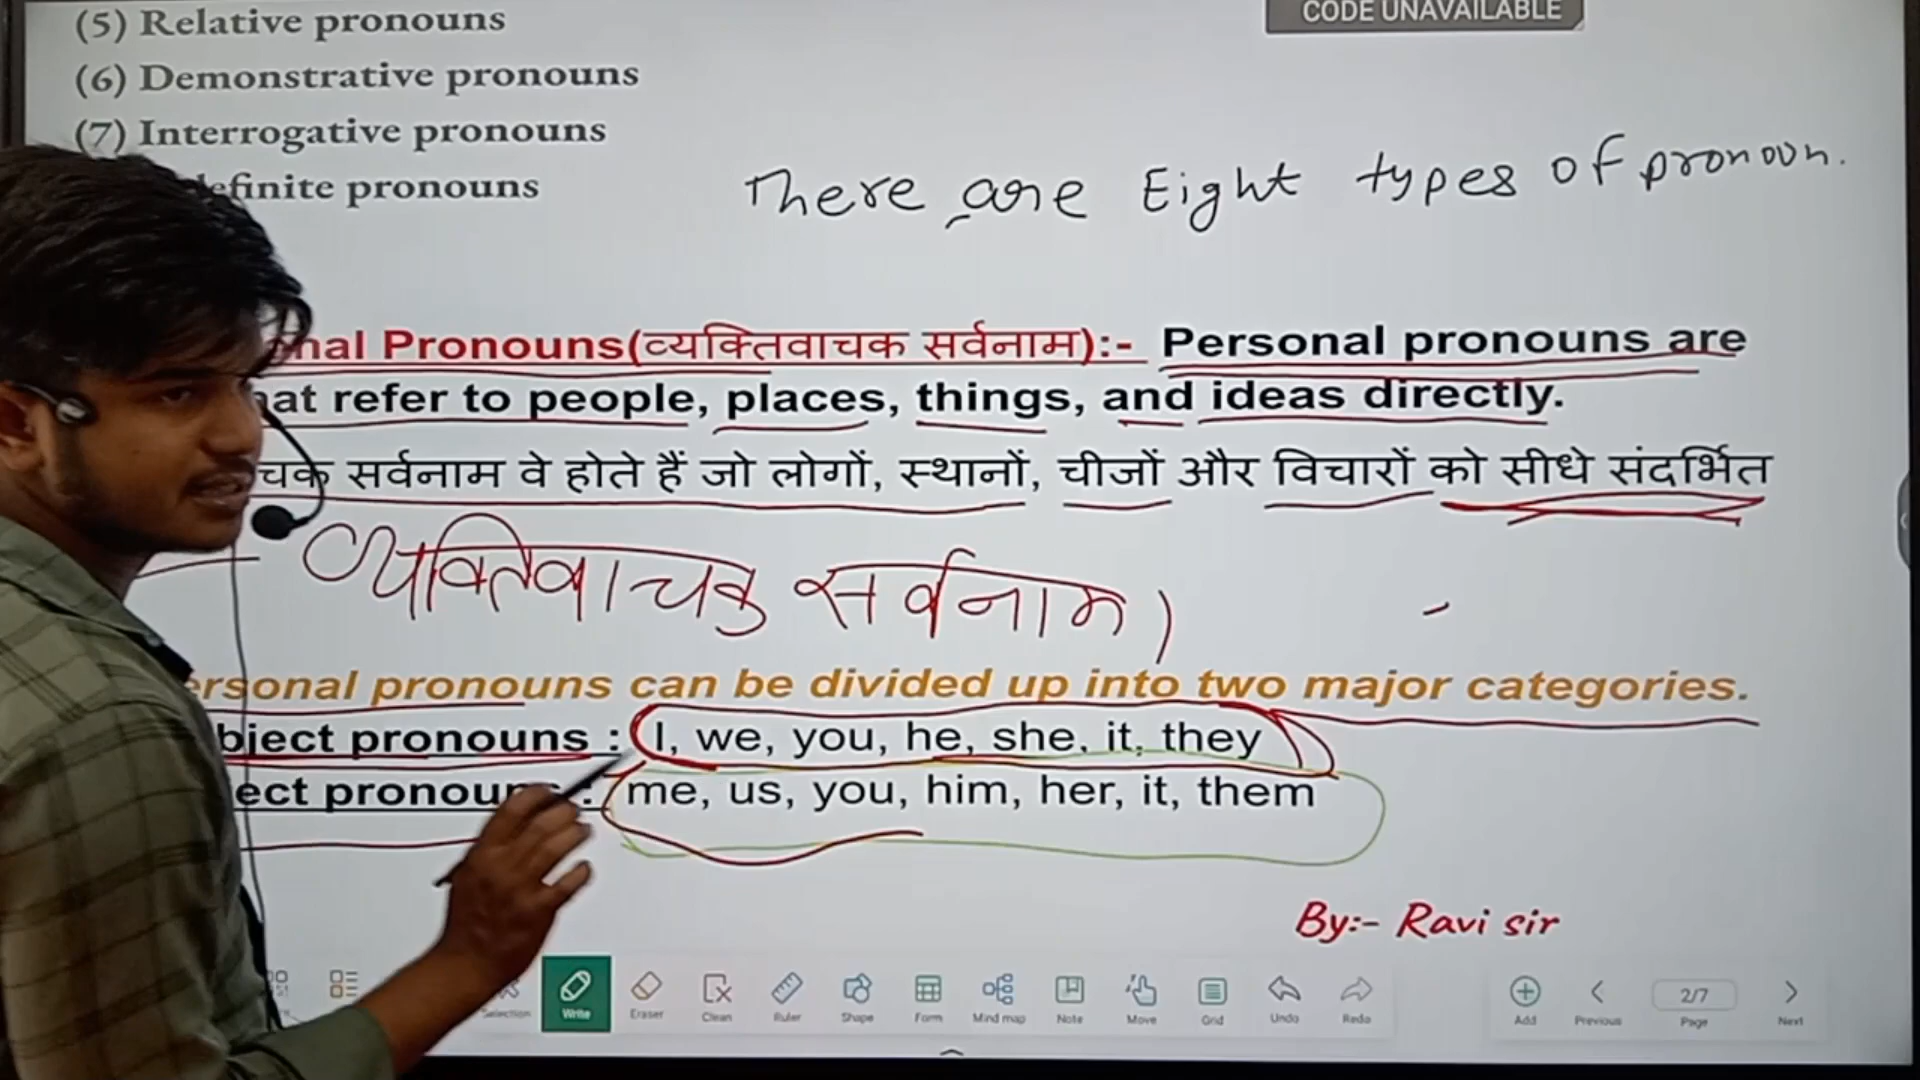 CODE UNAVAILABLE
(5) Relative pronouns
(6) Demonstrative pronouns
(7) Interrogative pronouns
definite pronouns
There are Eight types of pronoun.
nal Pronouns(व्यक्तिवाचक सर्वनाम):- Personal pronouns are
hat refer to people, places, things, and ideas directly.
चक सर्वनाम वे होते हैं जो लोगों, स्थानों, चीजों और विचारों को सीधे संदर्भित
व्यक्तिवाचक सर्वनाम)
ersonal pronouns can be divided up into two major categories.
bject pronouns : I, we, you, he, she, it, they
ect pronouns : me, us, you, him, her, it, them
By:- Ravi sir
Selection Write Eraser Clean Ruler Shape Form Mind map Note Move Grid Undo Redo Add Previous 2/7 Page Next